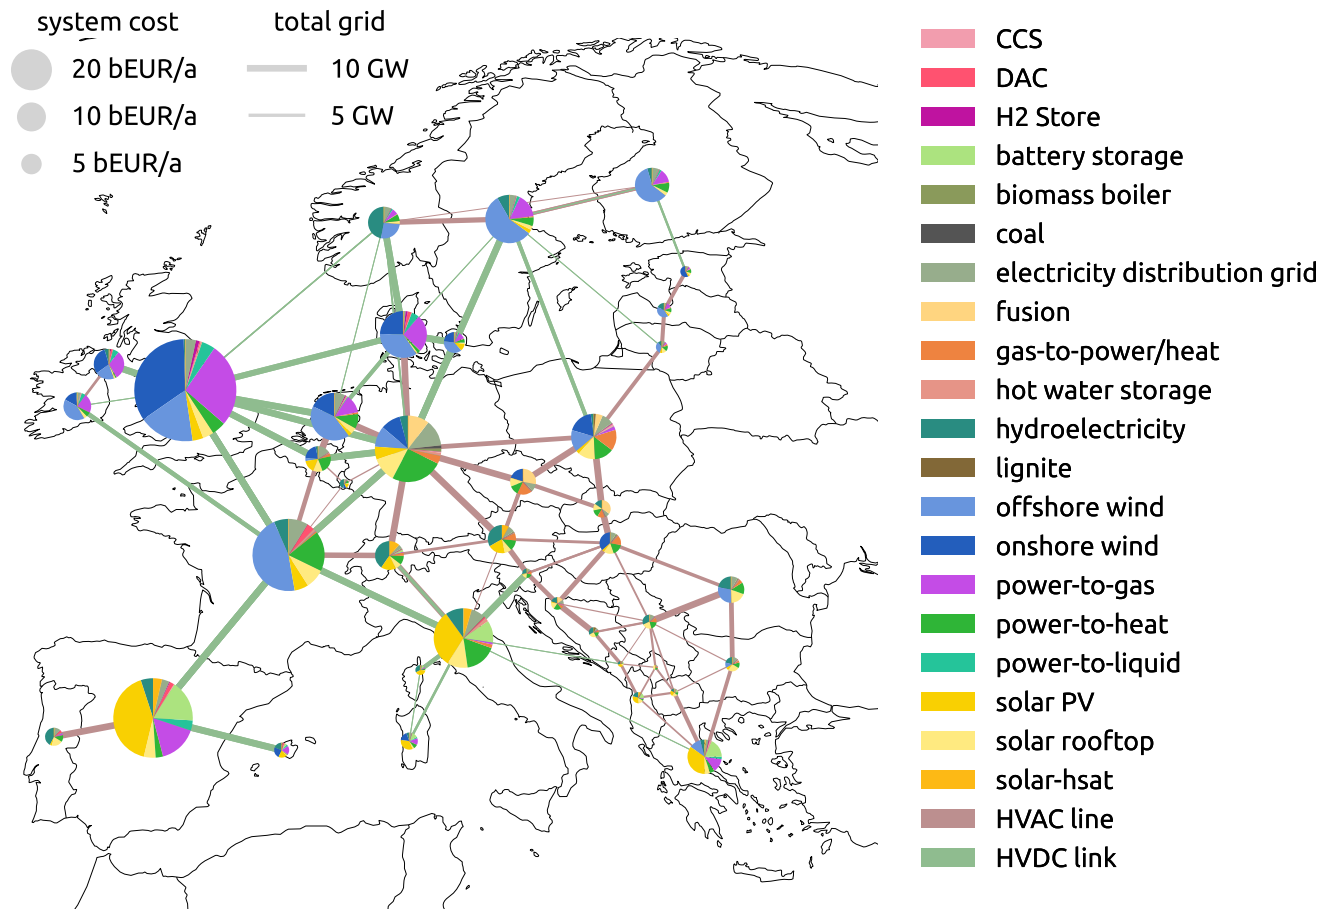 system cost
total grid
20 bEUR/a
10 GW
10 bEUR/a
5 GW
5 bEUR/a
CCS
DAC
H2 Store
battery storage
biomass boiler
coal
electricity distribution grid
fusion
gas-to-power/heat
hot water storage
hydroelectricity
lignite
offshore wind
onshore wind
power-to-gas
power-to-heat
power-to-liquid
solar PV
solar rooftop
solar-hsat
HVAC line
HVDC link